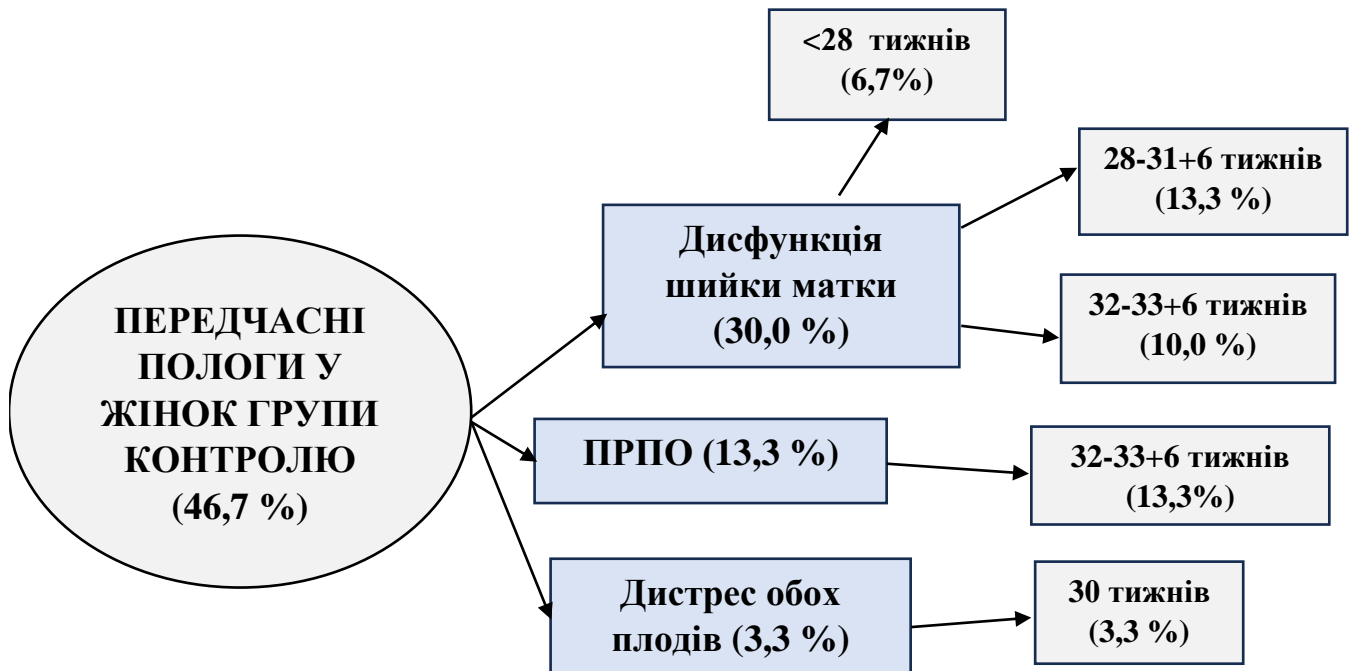 <28 тижнів
(6,7%)
28-31+6 тижнів
(13,3 %)
Дисфункція
шийки матки
(30,0 %)
32-33+6 тижнів
(10,0 %)
ПЕРЕДЧАСНІ
ПОЛОГИ У
ЖІНОК ГРУПИ
КОНТРОЛЮ
(46,7 %)
ПРПО (13,3 %)
32-33+6 тижнів
(13,3%)
Дистрес обох
плодів (3,3 %)
30 тижнів
(3,3 %)